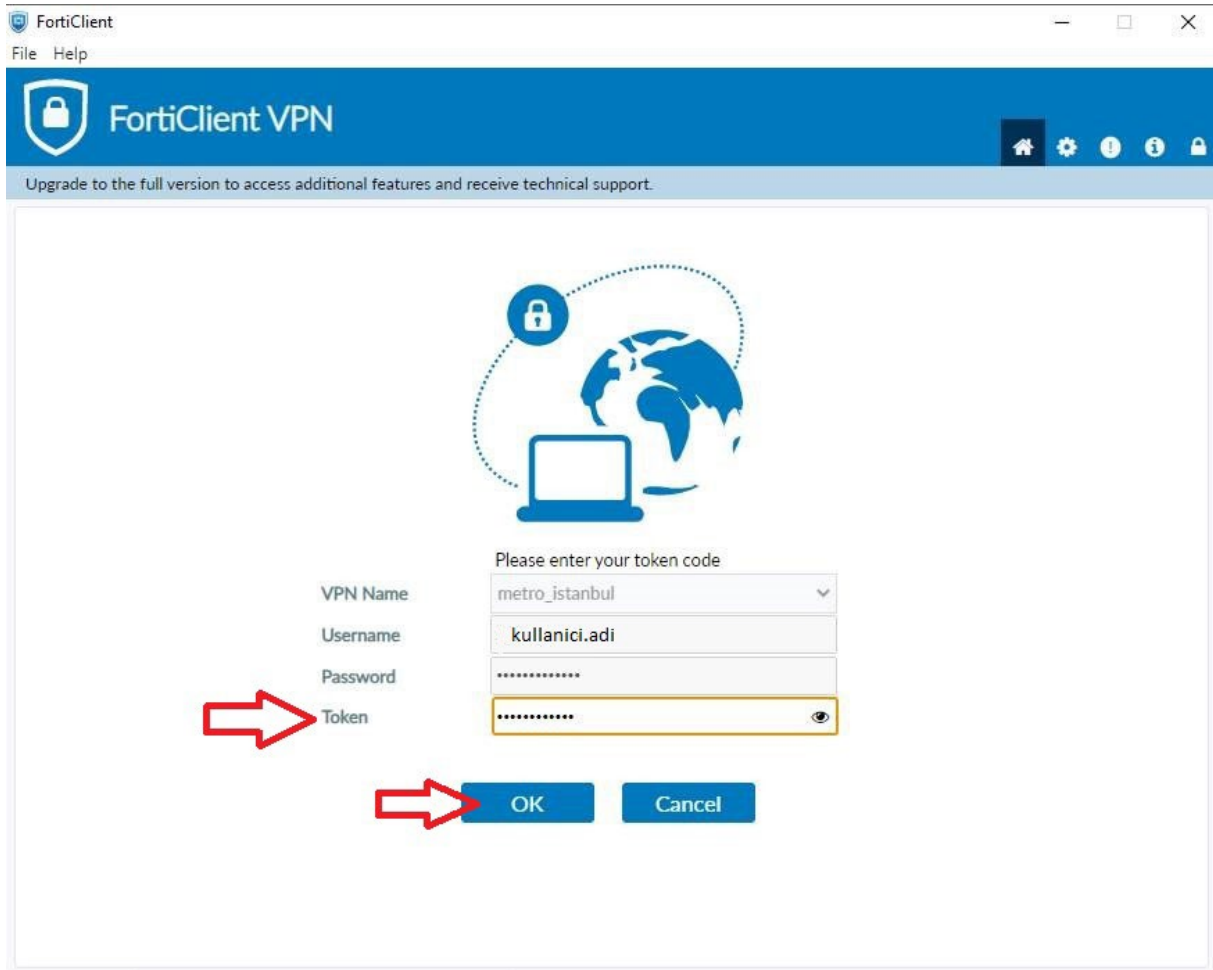 FortiClient
File Help
FortiClient VPN
Upgrade to the full version to access additional features and receive technical support.
Please enter your token code
VPN Name metro_istanbul
Username kullanici.adi
Password •••••••••••••
Token ••••••••••••
OK Cancel